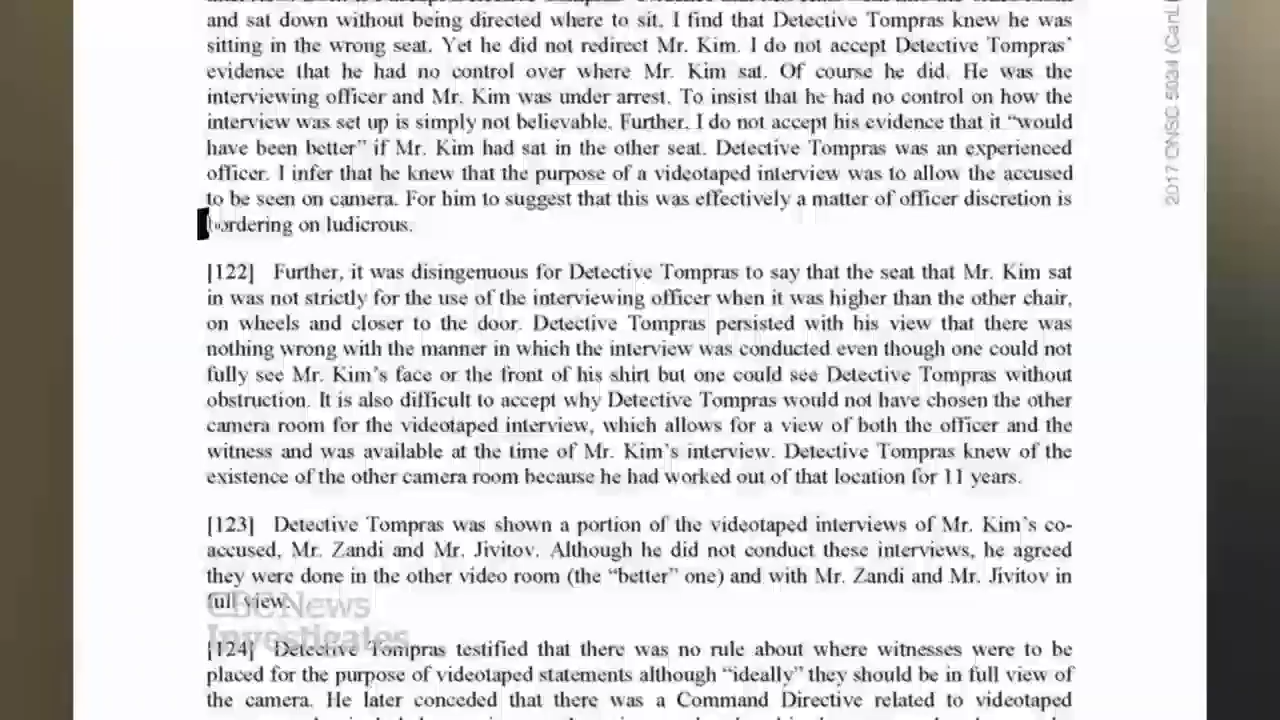 and sat down without being directed where to sit. I find that Detective Tompras knew he was
sitting in the wrong seat. Yet he did not redirect Mr. Kim. I do not accept Detective Tompras'
evidence that he had no control over where Mr. Kim sat. Of course he did. He was the
interviewing officer and Mr. Kim was under arrest. To insist that he had no control on how the
interview was set up is simply not believable. Further, I do not accept his evidence that it “would
have been better” if Mr. Kim had sat in the other seat. Detective Tompras was an experienced
officer. I infer that he knew that the purpose of a videotaped interview was to allow the accused
to be seen on camera. For him to suggest that this was effectively a matter of officer discretion is
bordering on ludicrous.
[122] Further, it was disingenuous for Detective Tompras to say that the seat that Mr. Kim sat
in was not strictly for the use of the interviewing officer when it was higher than the other chair,
on wheels and closer to the door. Detective Tompras persisted with his view that there was
nothing wrong with the manner in which the interview was conducted even though one could not
fully see Mr. Kim's face or the front of his shirt but one could see Detective Tompras without
obstruction. It is also difficult to accept why Detective Tompras would not have chosen the other
camera room for the videotaped interview, which allows for a view of both the officer and the
witness and was available at the time of Mr. Kim's interview. Detective Tompras knew of the
existence of the other camera room because he had worked out of that location for 11 years.
[123] Detective Tompras was shown a portion of the videotaped interviews of Mr. Kim's co-
accused, Mr. Zandi and Mr. Jivitov. Although he did not conduct these interviews, he agreed
they were done in the other video room (the “better” one) and with Mr. Zandi and Mr. Jivitov in
full view.
[124] Detective Tompras testified that there was no rule about where witnesses were to be
placed for the purpose of videotaped statements although “ideally” they should be in full view of
the camera. He later conceded that there was a Command Directive related to videotaped
2017 ONSC 5034 (CanLI
CBC News
Investigates